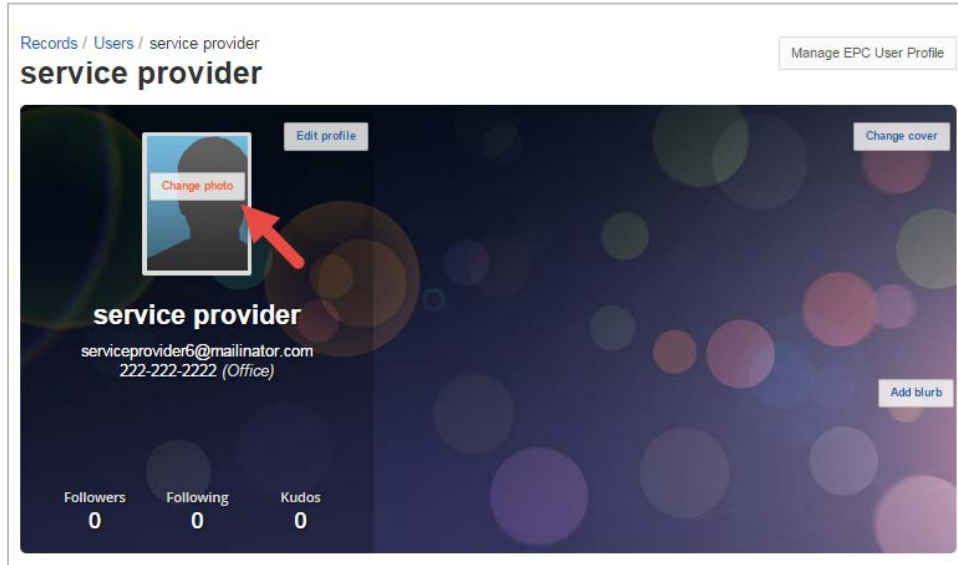 Records / Users / service provider
service provider
Manage EPC User Profile
Edit profile
Change cover
Change photo
service provider
serviceprovider6@mailinator.com
222-222-2222 (Office)
Add blurb
Followers Following Kudos
0 0 0